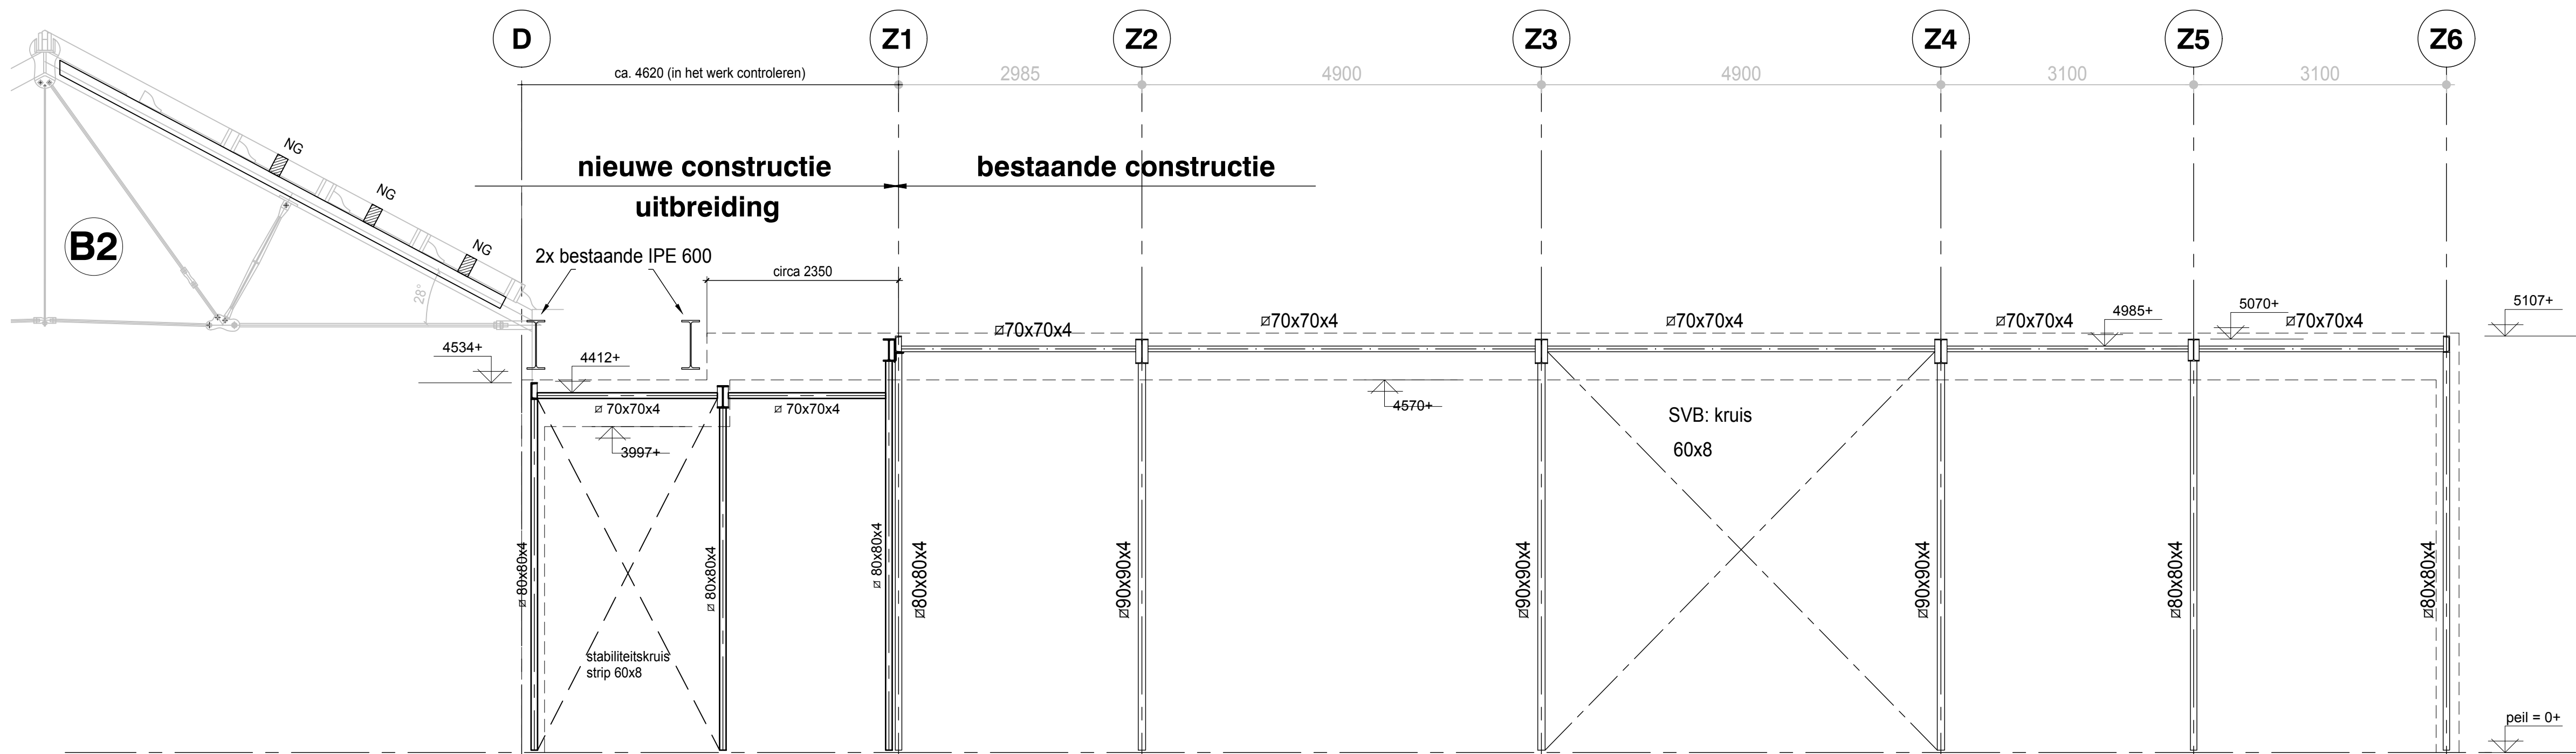 D
Z1
Z2
Z3
Z4
Z5
Z6
ca. 4620 (in het werk controleren)
2985
4900
4900
3100
3100
NG
NG
NG
B2
28°
nieuwe constructie
bestaande constructie
uitbreiding
2x bestaande IPE 600
circa 2350
4534+
4412+
⌀70x70x4
⌀70x70x4
⌀70x70x4
⌀70x70x4
4985+
5070+
⌀70x70x4
5107+
⌀ 70x70x4
⌀ 70x70x4
4570+
3997+
SVB: kruis
60x8
⌀ 80x80x4
⌀ 80x80x4
⌀ 80x80x4
⌀80x80x4
⌀90x90x4
⌀90x90x4
⌀90x90x4
⌀80x80x4
⌀80x80x4
stabiliteitskruis
strip 60x8
peil = 0+